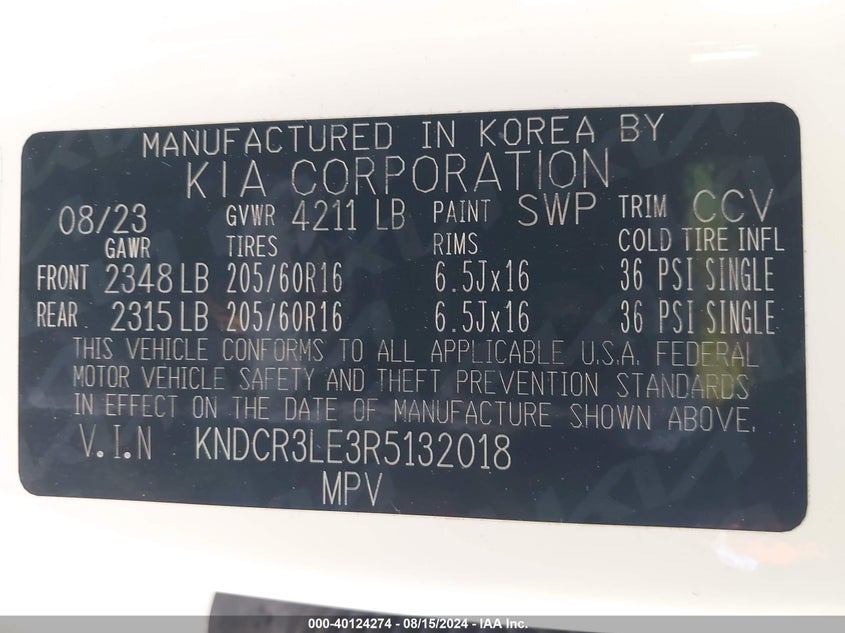 MANUFACTURED IN KOREA BY
KIA CORPORATION
08/23 GVWR 4211 LB PAINT SWP TRIM CCV
GAWR TIRES RIMS COLD TIRE INFL
FRONT 2348 LB 205/60R16 6.5Jx16 36 PSI SINGLE
REAR 2315 LB 205/60R16 6.5Jx16 36 PSI SINGLE
THIS VEHICLE CONFORMS TO ALL APPLICABLE U.S.A. FEDERAL
MOTOR VEHICLE SAFETY AND THEFT PREVENTION STANDARDS
IN EFFECT ON THE DATE OF MANUFACTURE SHOWN ABOVE.
V.I.N KNDCR3LE3R5132018
MPV
000-40124274 - 08/15/2024 - IAA Inc.